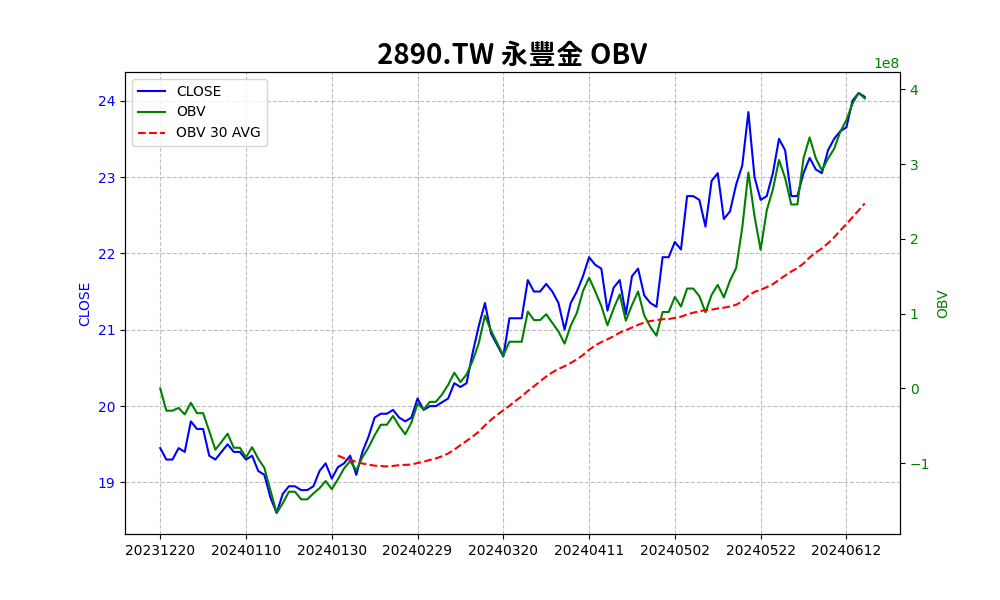 2890.TW 永豐金 OBV
1e8
CLOSE
OBV
OBV 30 AVG
24
23
22
21
20
19
CLOSE
4
3
2
1
0
−1
OBV
20231220 20240110 20240130 20240229 20240320 20240411 20240502 20240522 20240612